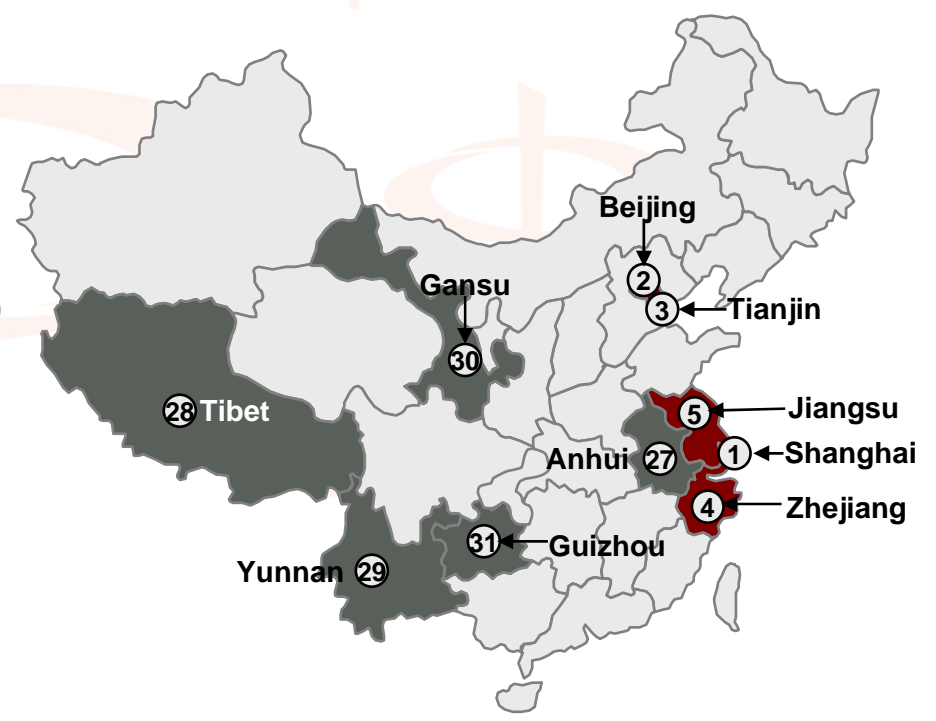 Beijing
2
Gansu
3 Tianjin
30
28 Tibet
5 Jiangsu
1 Shanghai
Anhui 27
4 Zhejiang
31 Guizhou
Yunnan 29